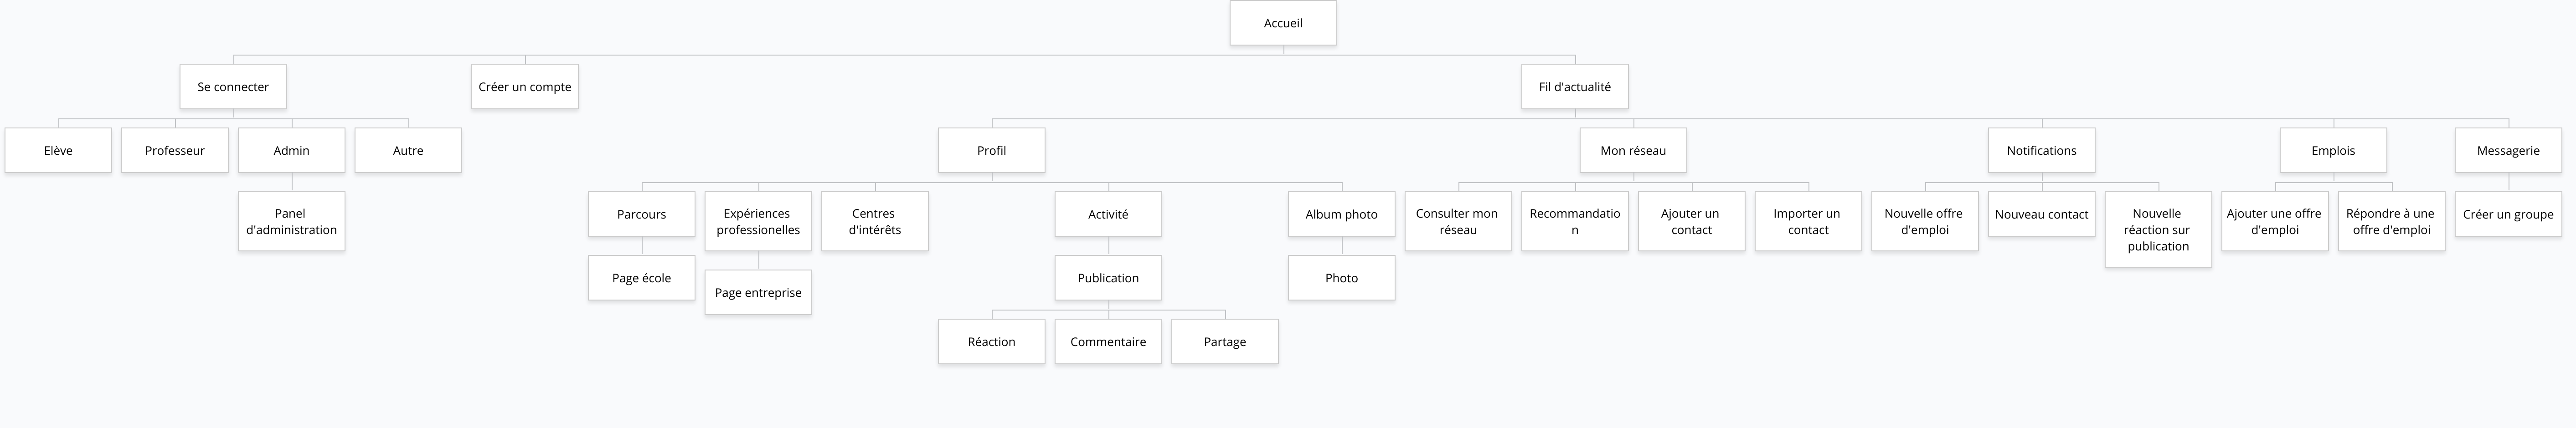 Accueil
Se connecter
Créer un compte
Fil d'actualité
Elève
Professeur
Admin
Autre
Profil
Mon réseau
Notifications
Emplois
Messagerie
Panel
d'administration
Parcours
Expériences
professionelles
Centres
d'intérêts
Activité
Album photo
Consulter mon
réseau
Recommandatio
n
Ajouter un
contact
Importer un
contact
Nouvelle offre
d'emploi
Nouveau contact
Nouvelle
réaction sur
publication
Ajouter une offre
d'emploi
Répondre à une
offre d'emploi
Créer un groupe
Page école
Page entreprise
Publication
Photo
Réaction
Commentaire
Partage